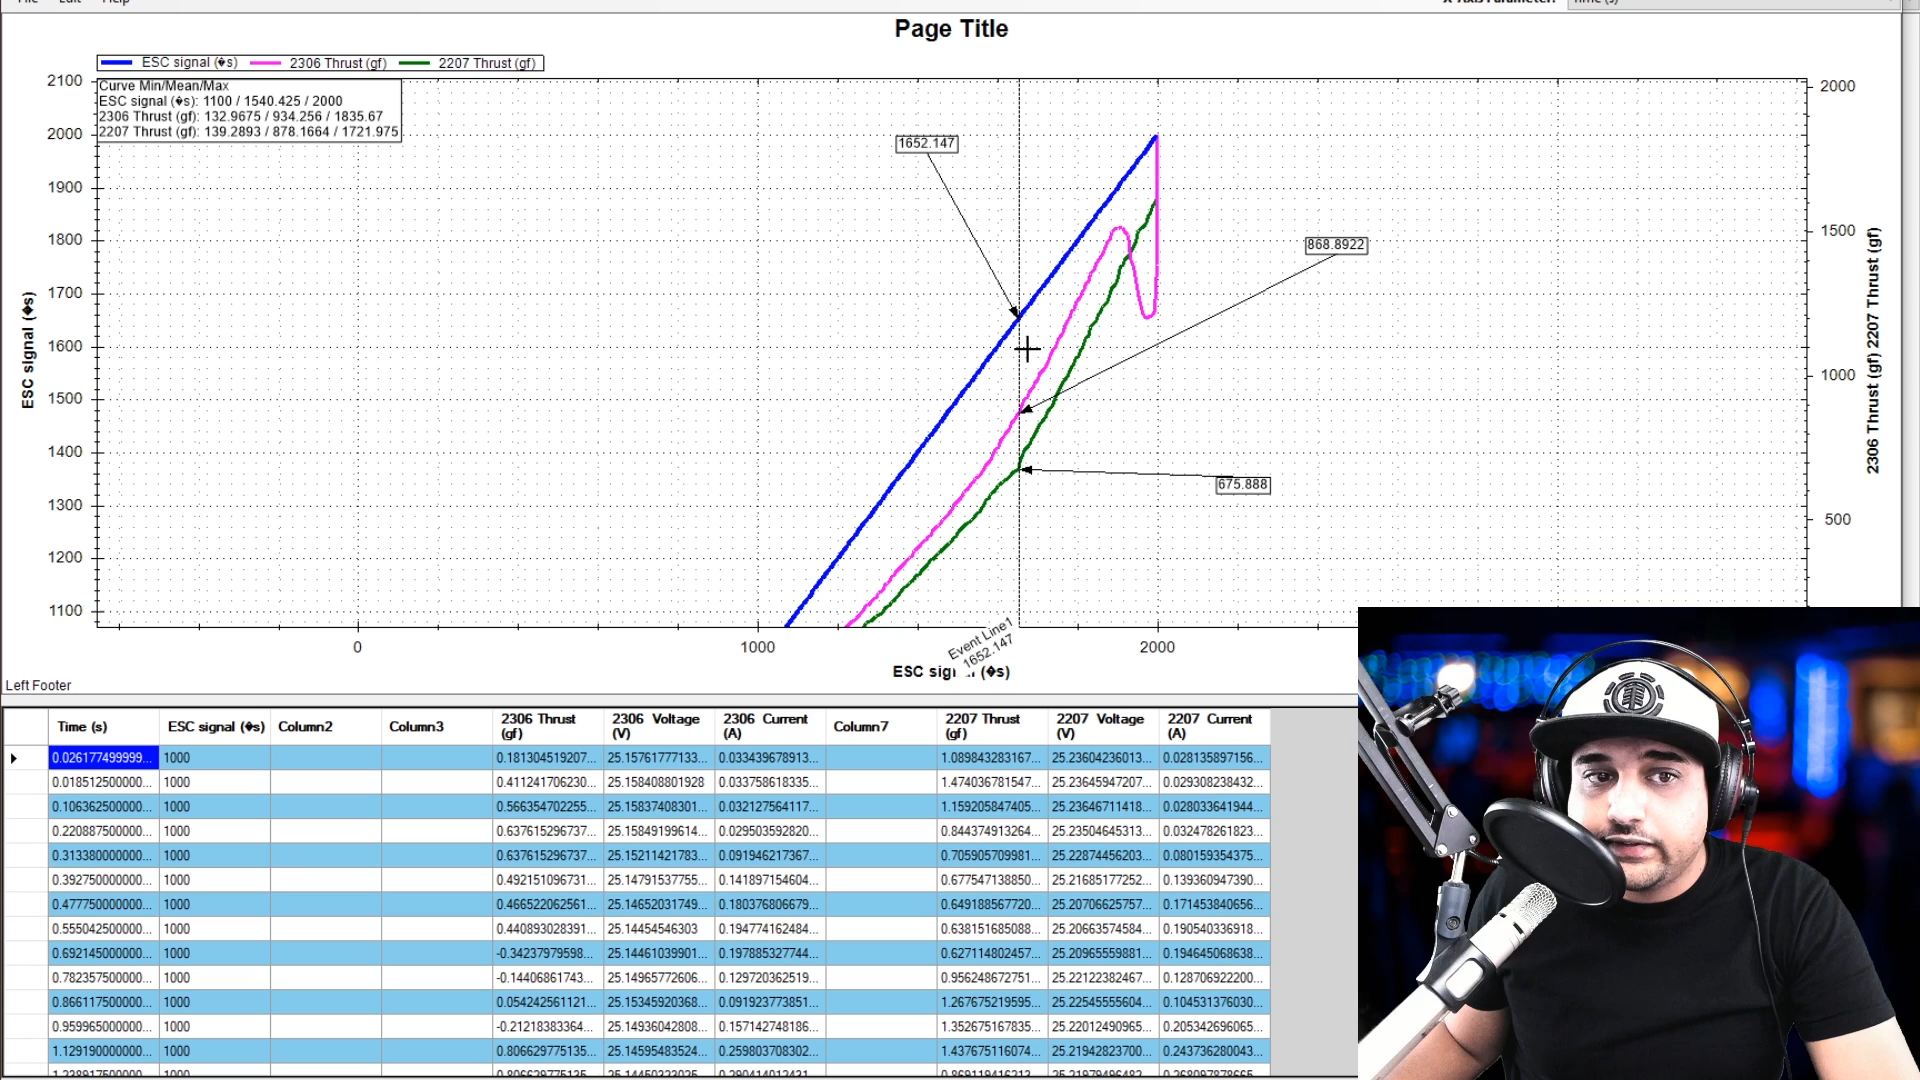 File Edit Help
X-Axis Parameter: Time (s)
Page Title
ESC signal (�s) 2306 Thrust (gf) 2207 Thrust (gf)
Curve Min/Mean/Max
ESC signal (�s): 1100 / 1540.425 / 2000
2306 Thrust (gf): 132.9675 / 934.256 / 1835.67
2207 Thrust (gf): 139.2893 / 878.1664 / 1721.975
2100
2000
1900
1800
1700
1600
1500
1400
1300
1200
1100
ESC signal (�s)
1652.147
868.8922
675.888
2000
1500
1000
500
2306 Thrust (gf) 2207 Thrust (gf)
0 1000 2000
Event Line1
1652.147
ESC sig (�s)
Left Footer
Time (s) ESC signal (�s) Column2 Column3 2306 Thrust (gf) 2306 Voltage (V) 2306 Current (A) Column7 2207 Thrust (gf) 2207 Voltage (V) 2207 Current (A)
0.026177499999... 1000 0.181304519207... 25.15761777133... 0.033439678913... 1.089843283167... 25.23604236013... 0.028135897156...
0.018512500000... 1000 0.411241706230... 25.158408801928 0.033758618335... 1.474036781547... 25.23645947207... 0.029308238432...
0.106362500000... 1000 0.566354702255... 25.15837408301... 0.032127564117... 1.159205847405... 25.23646711418... 0.028033641944...
0.220887500000... 1000 0.637615296737... 25.15849199614... 0.029503592820... 0.844374913264... 25.23504645313... 0.032478261823...
0.313380000000... 1000 0.637615296737... 25.15211421783... 0.091946217367... 0.705905709981... 25.22874456203... 0.080159354375...
0.392750000000... 1000 0.492151096731... 25.14791537755... 0.141897154604... 0.677547138850... 25.21685177252... 0.139360947390...
0.477750000000... 1000 0.466522062561... 25.14652031749... 0.180376806679... 0.649188567720... 25.20706625757... 0.171453840656...
0.555042500000... 1000 0.440893028391... 25.14454546303 0.194774162484... 0.638151685088... 25.20663574584... 0.190540336918...
0.692145000000... 1000 -0.34237979598... 25.14461039901... 0.197885327744... 0.627114802457... 25.20965559881... 0.194645068638...
0.782357500000... 1000 -0.14406861743... 25.14965772606... 0.129720362519... 0.956248672751... 25.22122382467... 0.128706922200...
0.866117500000... 1000 0.054242561121... 25.15345920368... 0.091923773851... 1.267675219595... 25.22545555604... 0.104531376030...
0.959965000000... 1000 -0.21218383364... 25.14936042808... 0.157142748186... 1.352675167835... 25.22012490965... 0.205342696065...
1.129190000000... 1000 0.806629775135... 25.14595483524... 0.259803708302... 1.437675116074... 25.21942823700... 0.243736280043...